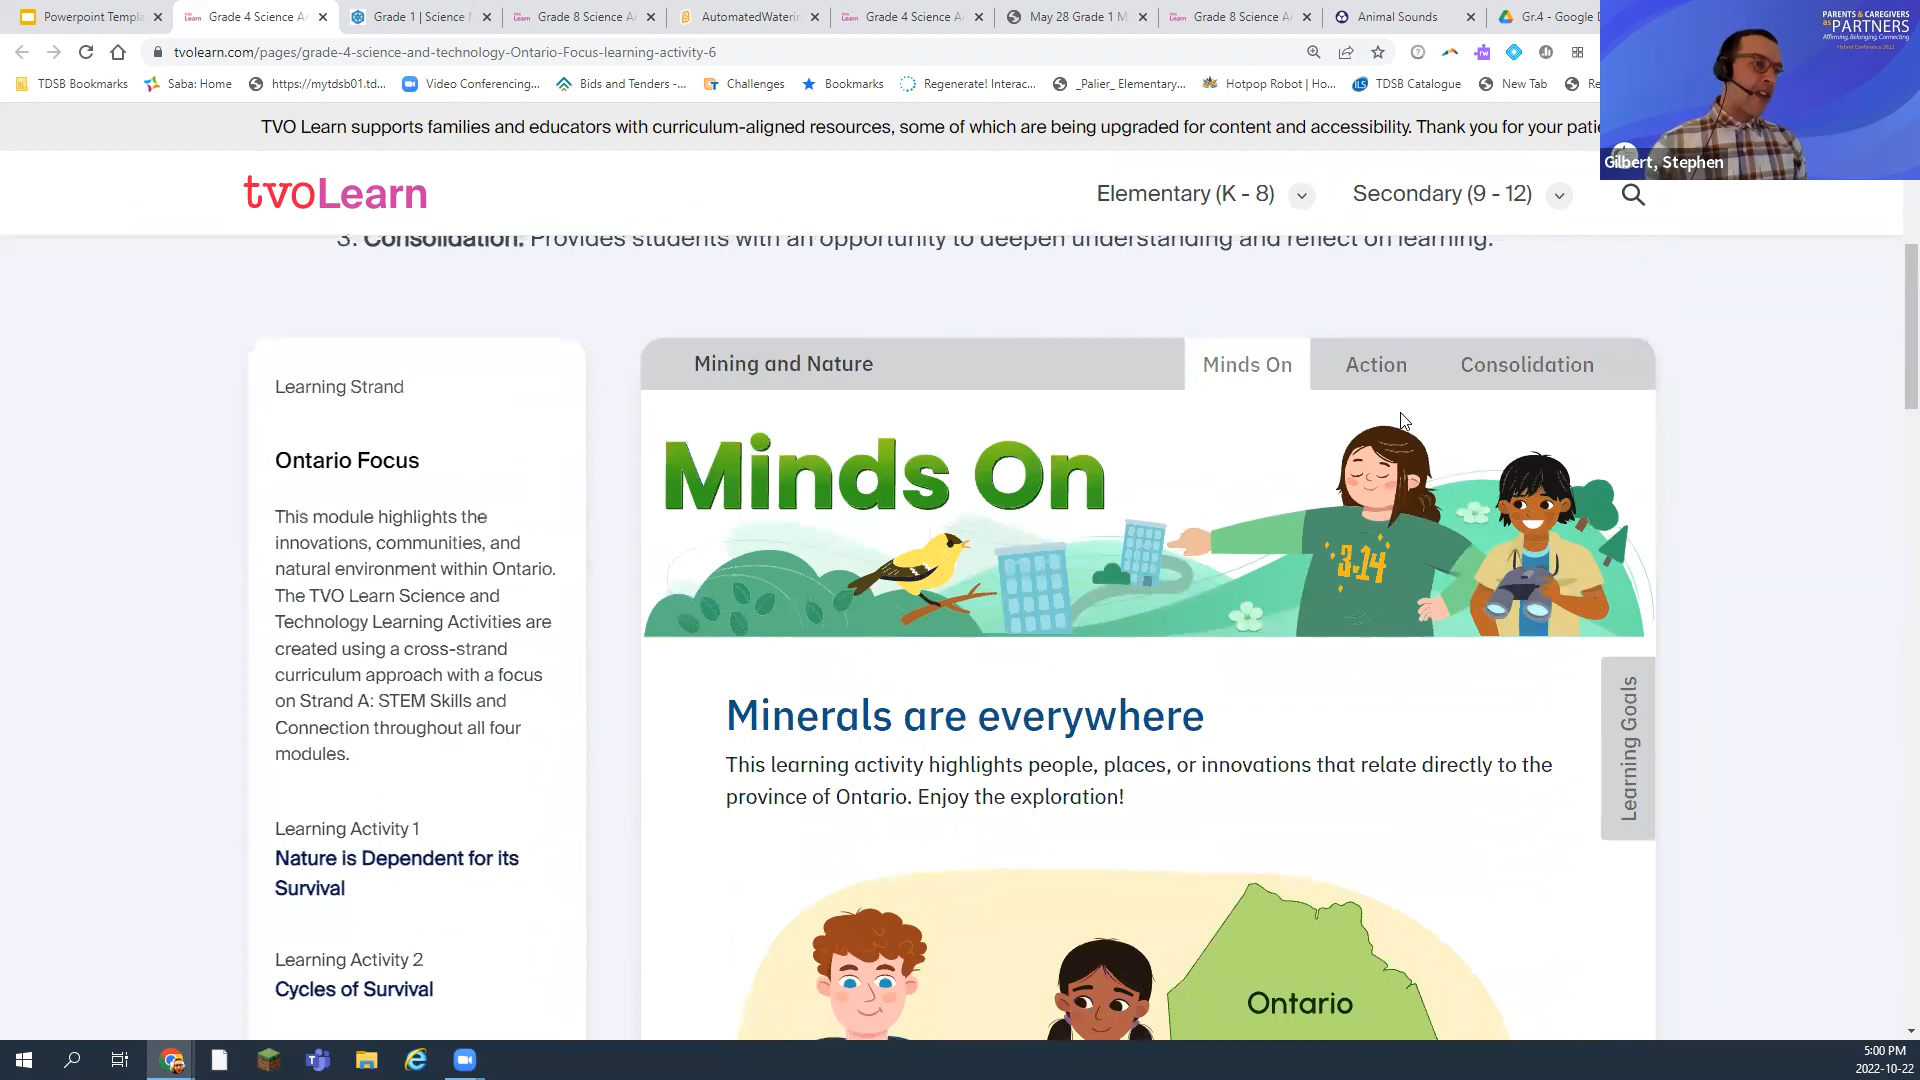 Powerpoint Templa
Grade 4 Science A
Grade 1 | Science
Grade 8 Science A
AutomatedWaterin
Grade 4 Science A
May 28 Grade 1 M
Grade 8 Science A
Animal Sounds
Gr.4 - Google D
tvolearn.com/pages/grade-4-science-and-technology-Ontario-Focus-learning-activity-6
TDSB Bookmarks
Saba: Home
https://mytdsb01.td...
Video Conferencing...
Bids and Tenders -...
Challenges
Bookmarks
Regenerate! Interac...
_Palier_ Elementary...
Hotpop Robot | Ho...
TDSB Catalogue
New Tab
Re
PARENTS & CAREGIVERS
as PARTNERS
Affirming, Belonging, Connecting
Hybrid Conference 2022
Gilbert, Stephen
TVO Learn supports families and educators with curriculum-aligned resources, some of which are being upgraded for content and accessibility. Thank you for your patie
tvoLearn
Elementary (K - 8)
Secondary (9 - 12)
3. Consolidation: Provides students with an opportunity to deepen understanding and reflect on learning.
Learning Strand
Ontario Focus
This module highlights the
innovations, communities, and
natural environment within Ontario.
The TVO Learn Science and
Technology Learning Activities are
created using a cross-strand
curriculum approach with a focus
on Strand A: STEM Skills and
Connection throughout all four
modules.
Learning Activity 1
Nature is Dependent for its
Survival
Learning Activity 2
Cycles of Survival
Mining and Nature
Minds On
Action
Consolidation
Minds On
3.14
Minerals are everywhere
This learning activity highlights people, places, or innovations that relate directly to the
province of Ontario. Enjoy the exploration!
Learning Goals
Ontario
5:00 PM
2022-10-22